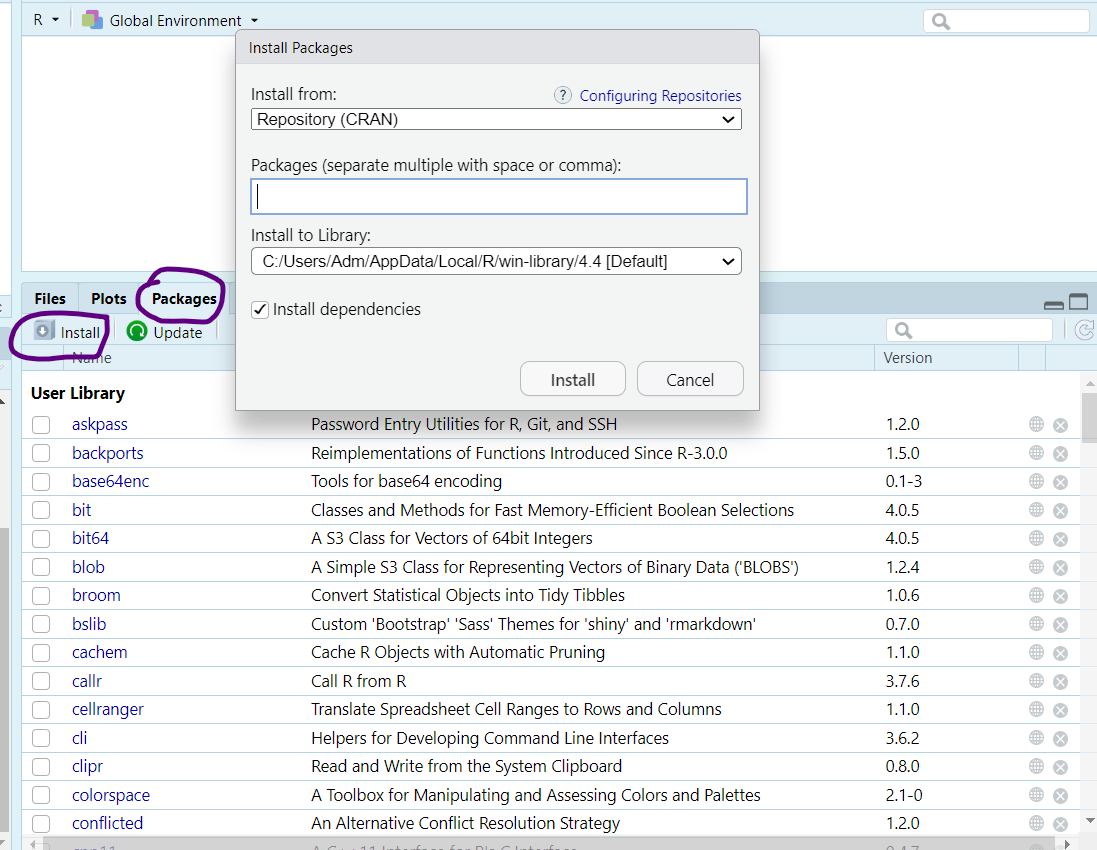 R Global Environment
Install Packages
Install from:
? Configuring Repositories
Repository (CRAN)
Packages (separate multiple with space or comma):
Install to Library:
C:/Users/Adm/AppData/Local/R/win-library/4.4 [Default]
Install dependencies
Install Cancel
Files Plots Packages
Install Update
Name Version
User Library
askpass Password Entry Utilities for R, Git, and SSH 1.2.0
backports Reimplementations of Functions Introduced Since R-3.0.0 1.5.0
base64enc Tools for base64 encoding 0.1-3
bit Classes and Methods for Fast Memory-Efficient Boolean Selections 4.0.5
bit64 A S3 Class for Vectors of 64bit Integers 4.0.5
blob A Simple S3 Class for Representing Vectors of Binary Data ('BLOBS') 1.2.4
broom Convert Statistical Objects into Tidy Tibbles 1.0.6
bslib Custom 'Bootstrap' 'Sass' Themes for 'shiny' and 'rmarkdown' 0.7.0
cachem Cache R Objects with Automatic Pruning 1.1.0
callr Call R from R 3.7.6
cellranger Translate Spreadsheet Cell Ranges to Rows and Columns 1.1.0
cli Helpers for Developing Command Line Interfaces 3.6.2
clipr Read and Write from the System Clipboard 0.8.0
colorspace A Toolbox for Manipulating and Assessing Colors and Palettes 2.1-0
conflicted An Alternative Conflict Resolution Strategy 1.2.0